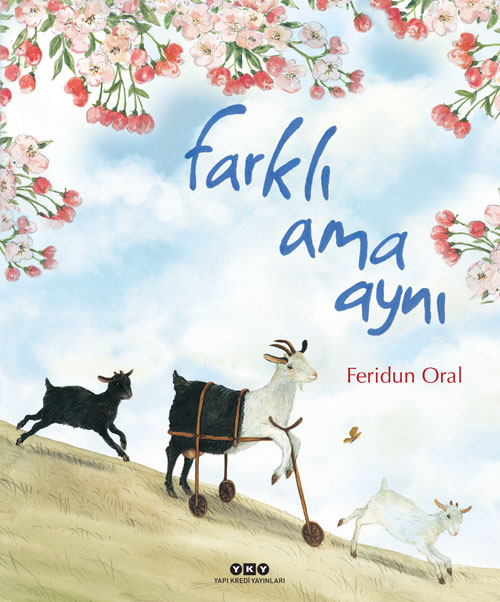 farklı
ama
aynı
Feridun Oral
YKY
YAPI KREDİ YAYINLARI